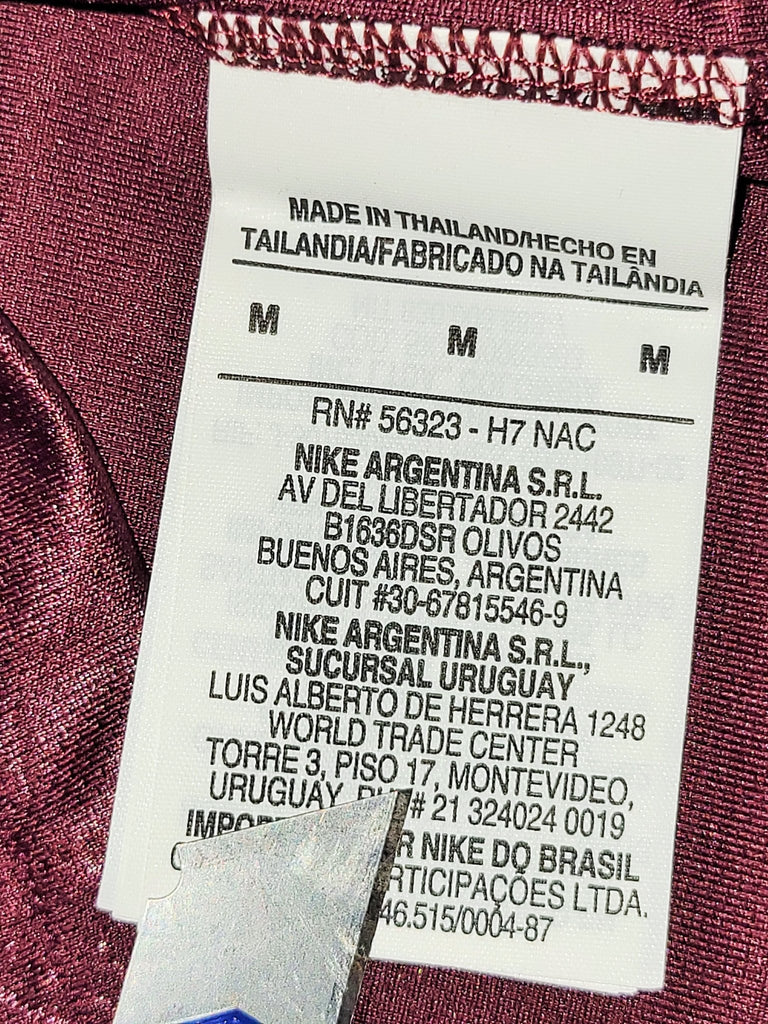 MADE IN THAILAND/HECHO EN
TAILANDIA/FABRICADO NA TAILÂNDIA
M M M
RN# 56323 - H7 NAC
NIKE ARGENTINA S.R.L.
AV DEL LIBERTADOR 2442
B1636DSR OLIVOS
BUENOS AIRES, ARGENTINA
CUIT #30-67815546-9
NIKE ARGENTINA S.R.L.,
SUCURSAL URUGUAY
LUIS ALBERTO DE HERRERA 1248
WORLD TRADE CENTER
TORRE 3, PISO 17, MONTEVIDEO,
URUGUAY, # 21 324024 0019
NIKE DO BRASIL
LTDA.
46.515/0004-87